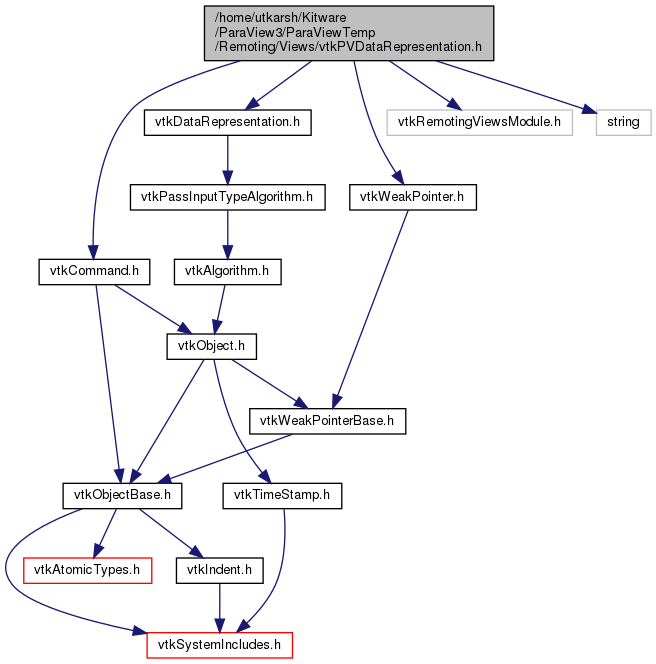 /home/utkarsh/Kitware
/ParaView3/ParaViewTemp
/Remoting/Views/vtkPVDataRepresentation.h
vtkDataRepresentation.h
vtkRemotingViewsModule.h
string
vtkPassInputTypeAlgorithm.h
vtkWeakPointer.h
vtkCommand.h
vtkAlgorithm.h
vtkObject.h
vtkWeakPointerBase.h
vtkObjectBase.h
vtkTimeStamp.h
vtkAtomicTypes.h
vtkIndent.h
vtkSystemIncludes.h